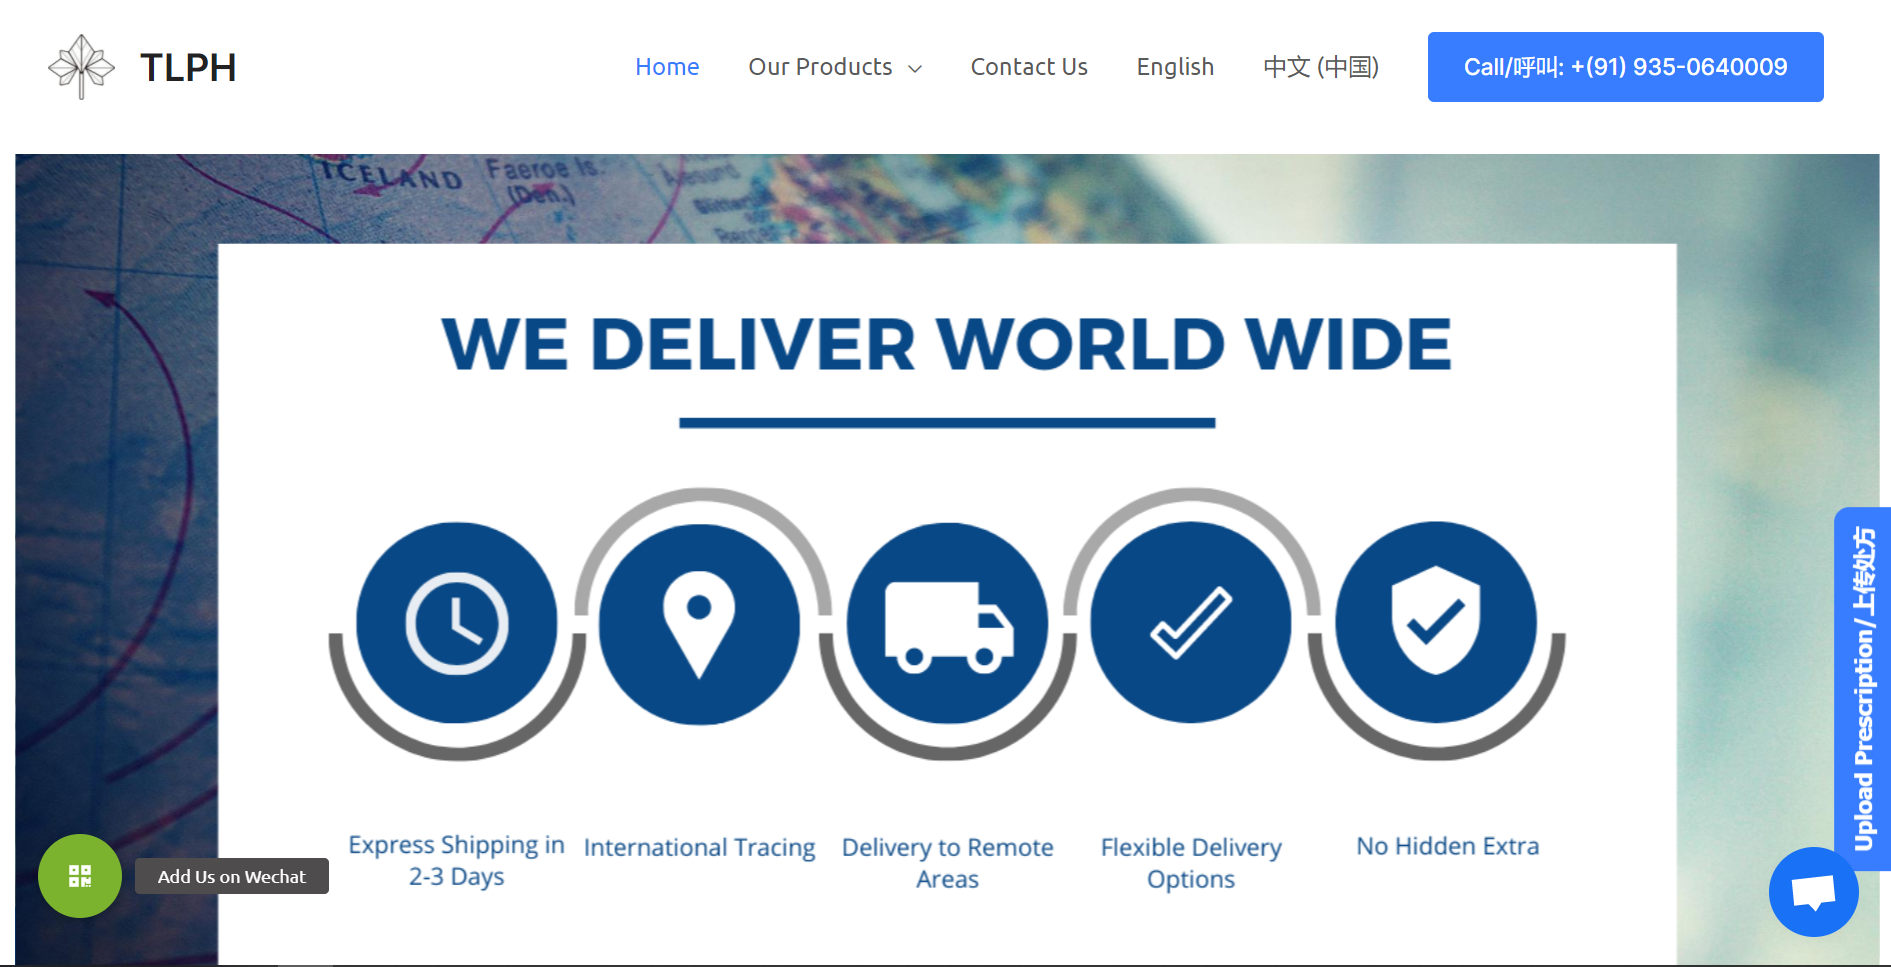 TLPH
Home
Our Products
Contact Us
English
中文 (中国)
Call/呼叫: +(91) 935-0640009
ICELAND
Faeroe Is.
(Den.)
WE DELIVER WORLD WIDE
Express Shipping in
2-3 Days
International Tracing
Delivery to Remote
Areas
Flexible Delivery
Options
No Hidden Extra
Upload Prescription/上传处方
Add Us on Wechat